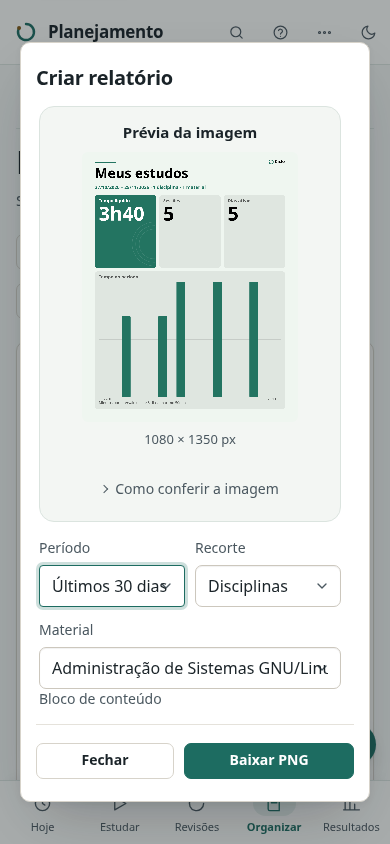 Planejamento
Criar relatório
Prévia da imagem
Meus estudos
3h40
5
5
1080 × 1350 px
Como conferir a imagem
Período
Recorte
Últimos 30 dias
Disciplinas
Material
Administração de Sistemas GNU/Linux
Bloco de conteúdo
Fechar
Baixar PNG
Hoje
Estudar
Revisões
Organizar
Resultados